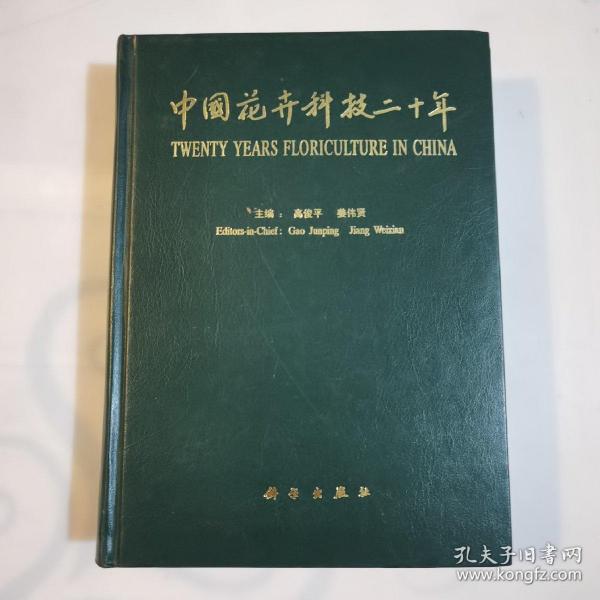 中國花卉科技二十年
TWENTY YEARS FLORICULTURE IN CHINA
主编：高俊平 姜伟贤
Editors-in-Chief: Gao Junping Jiang Weixian
科学出版社
孔夫子旧书网
www.kongfz.com